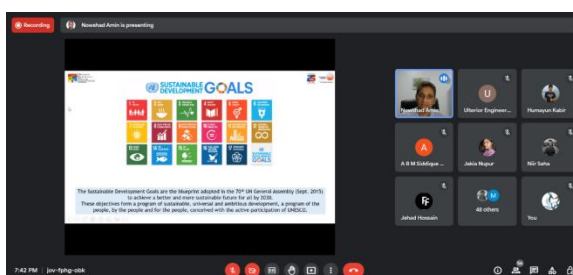 Recording
Nowshad Amin is presenting
SUSTAINABLE
DEVELOPMENT
GOALS
The Sustainable Development Goals are the blueprint adopted in the 70th UN General Assembly (Sept. 2015)
to achieve a better and more sustainable future for all by 2030.
These objectives form a program of sustainable, universal and ambitious development, a program of the
people, by the people and for the people, conceived with the active participation of UNESCO.
Nowshad Amin
U
Ulterior Engineer...
Humayun Kabir
A
A B M Siddique ...
Jakia Nupur
Nir Saha
Jehad Hossain
48 others
You
7:42 PM | jov-fphg-obk